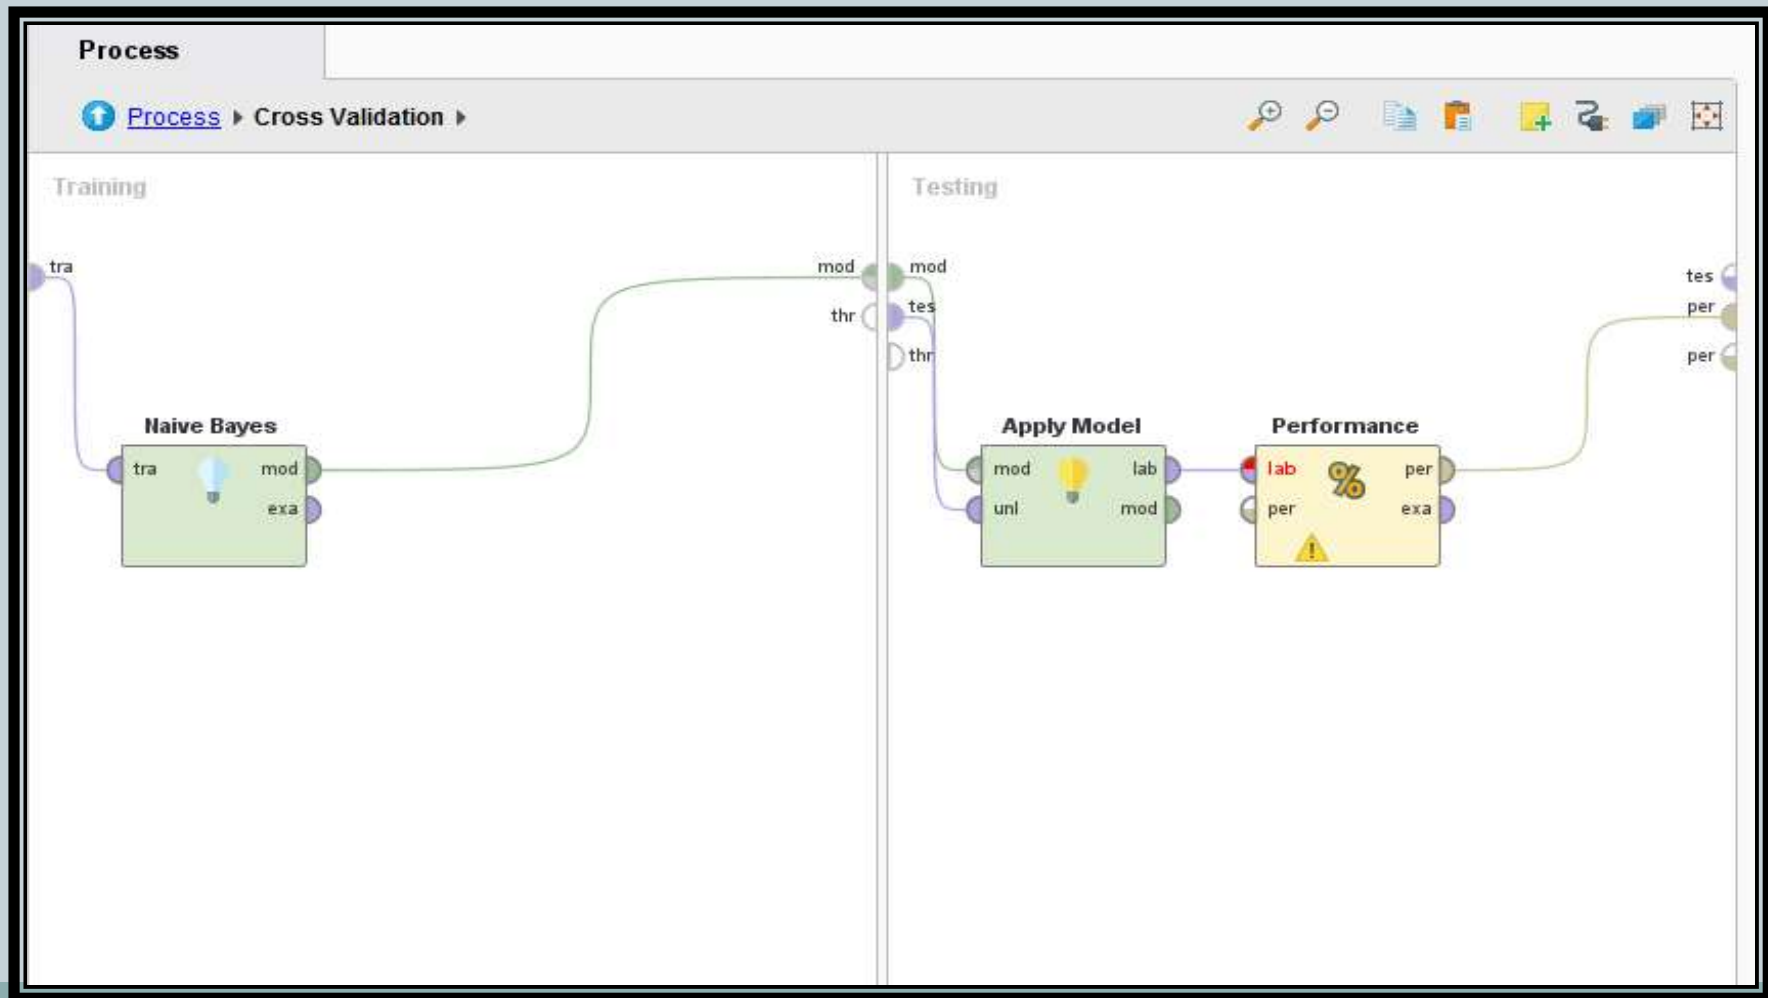 Process
Process Cross Validation
Training
Testing
tra
mod
thr
mod
tes
thr
tes
per
per
Naive Bayes
tra mod
exa
Apply Model
mod lab
unl mod
Performance
lab % per
per exa